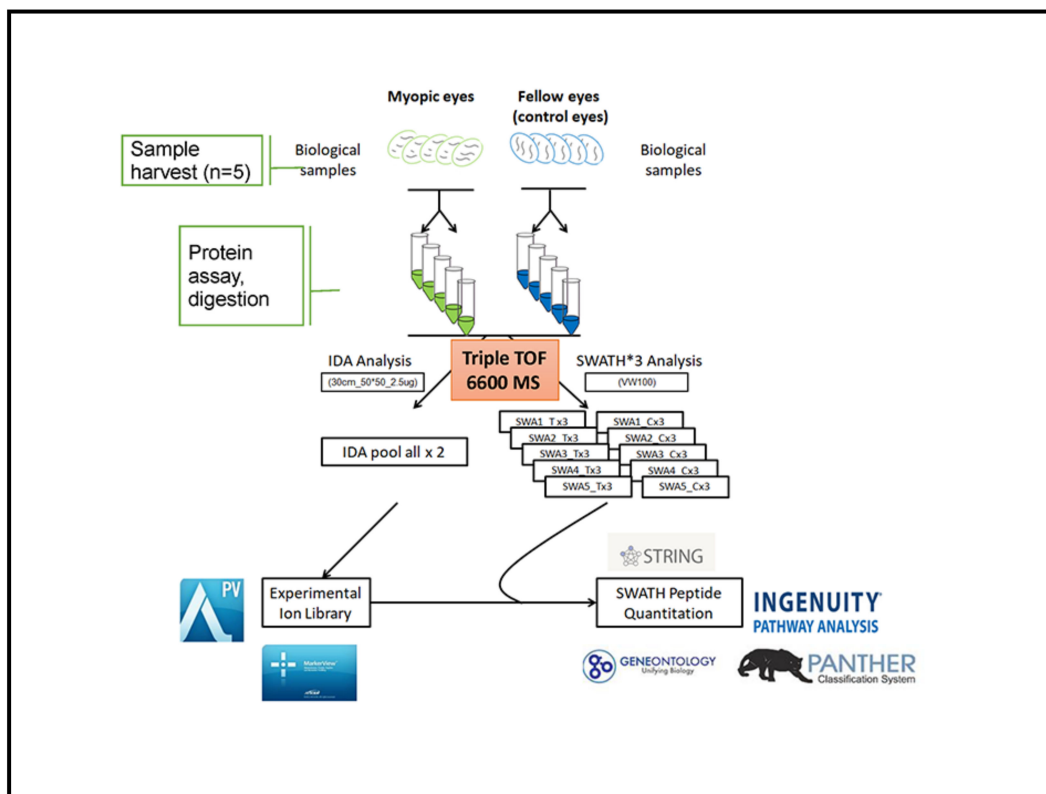 Myopic eyes
Fellow eyes
(control eyes)
Sample
harvest (n=5)
Biological
samples
Biological
samples
Protein
assay,
digestion
IDA Analysis
(30cm_50*50_2.5ug)
Triple TOF
6600 MS
SWATH*3 Analysis
(VW100)
SWA1_Tx3
SWA1_Cx3
SWA2_Tx3
SWA2_Cx3
SWA3_Tx3
SWA3_Cx3
SWA4_Tx3
SWA4_Cx3
SWA5_Tx3
SWA5_Cx3
IDA pool all x 2
STRING
PV
Experimental
Ion Library
SWATH Peptide
Quantitation
INGENUITY
PATHWAY ANALYSIS
MarkerView
GENEONTOLOGY
Unifying Biology
PANTHER
Classification System